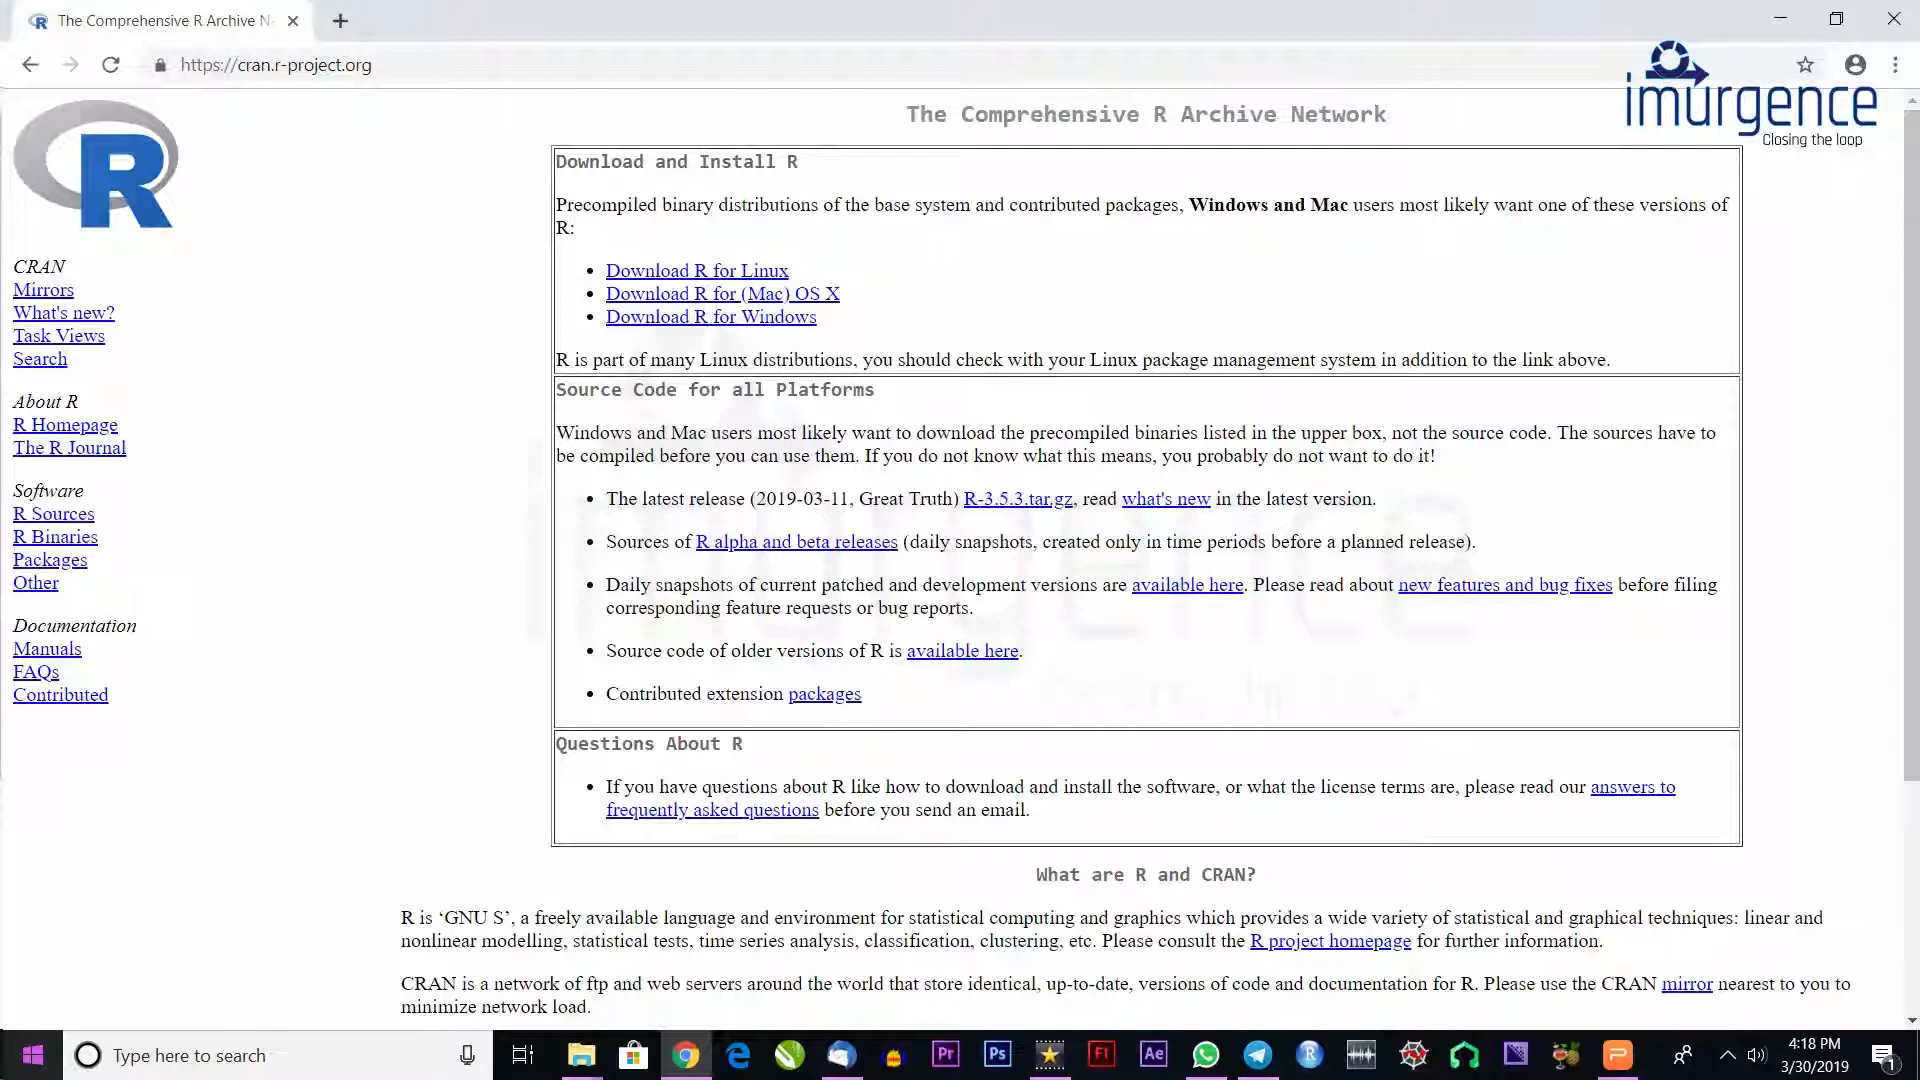 The Comprehensive R Archive N
https://cran.r-project.org
imurgence
Closing the loop
The Comprehensive R Archive Network
CRAN
Mirrors
What's new?
Task Views
Search
About R
R Homepage
The R Journal
Software
R Sources
R Binaries
Packages
Other
Documentation
Manuals
FAQs
Contributed
Download and Install R
Precompiled binary distributions of the base system and contributed packages, Windows and Mac users most likely want one of these versions of
R:
• Download R for Linux
• Download R for (Mac) OS X
• Download R for Windows
R is part of many Linux distributions, you should check with your Linux package management system in addition to the link above.
Source Code for all Platforms
Windows and Mac users most likely want to download the precompiled binaries listed in the upper box, not the source code. The sources have to
be compiled before you can use them. If you do not know what this means, you probably do not want to do it!
• The latest release (2019-03-11, Great Truth) R-3.5.3.tar.gz, read what's new in the latest version.
• Sources of R alpha and beta releases (daily snapshots, created only in time periods before a planned release).
• Daily snapshots of current patched and development versions are available here. Please read about new features and bug fixes before filing
corresponding feature requests or bug reports.
• Source code of older versions of R is available here.
• Contributed extension packages
Questions About R
• If you have questions about R like how to download and install the software, or what the license terms are, please read our answers to
frequently asked questions before you send an email.
What are R and CRAN?
R is ‘GNU S’, a freely available language and environment for statistical computing and graphics which provides a wide variety of statistical and graphical techniques: linear and
nonlinear modelling, statistical tests, time series analysis, classification, clustering, etc. Please consult the R project homepage for further information.
CRAN is a network of ftp and web servers around the world that store identical, up-to-date, versions of code and documentation for R. Please use the CRAN mirror nearest to you to
minimize network load.
Type here to search
Pr
Ps
Fl
Ae
R
4:18 PM
3/30/2019
1